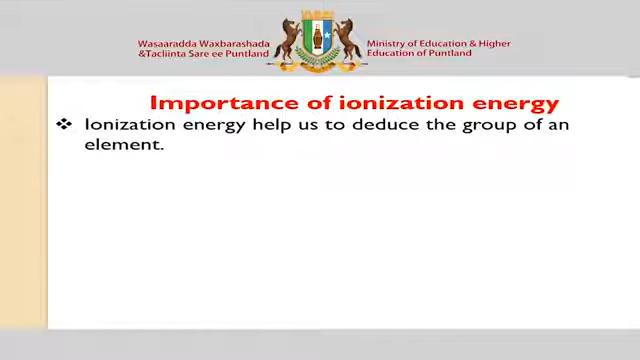 Wasaaradda Waxbarashada
&Tacliinta Sare ee Puntland
Ministry of Education & Higher
Education of Puntland
Importance of ionization energy
❖ Ionization energy help us to deduce the group of an
element.